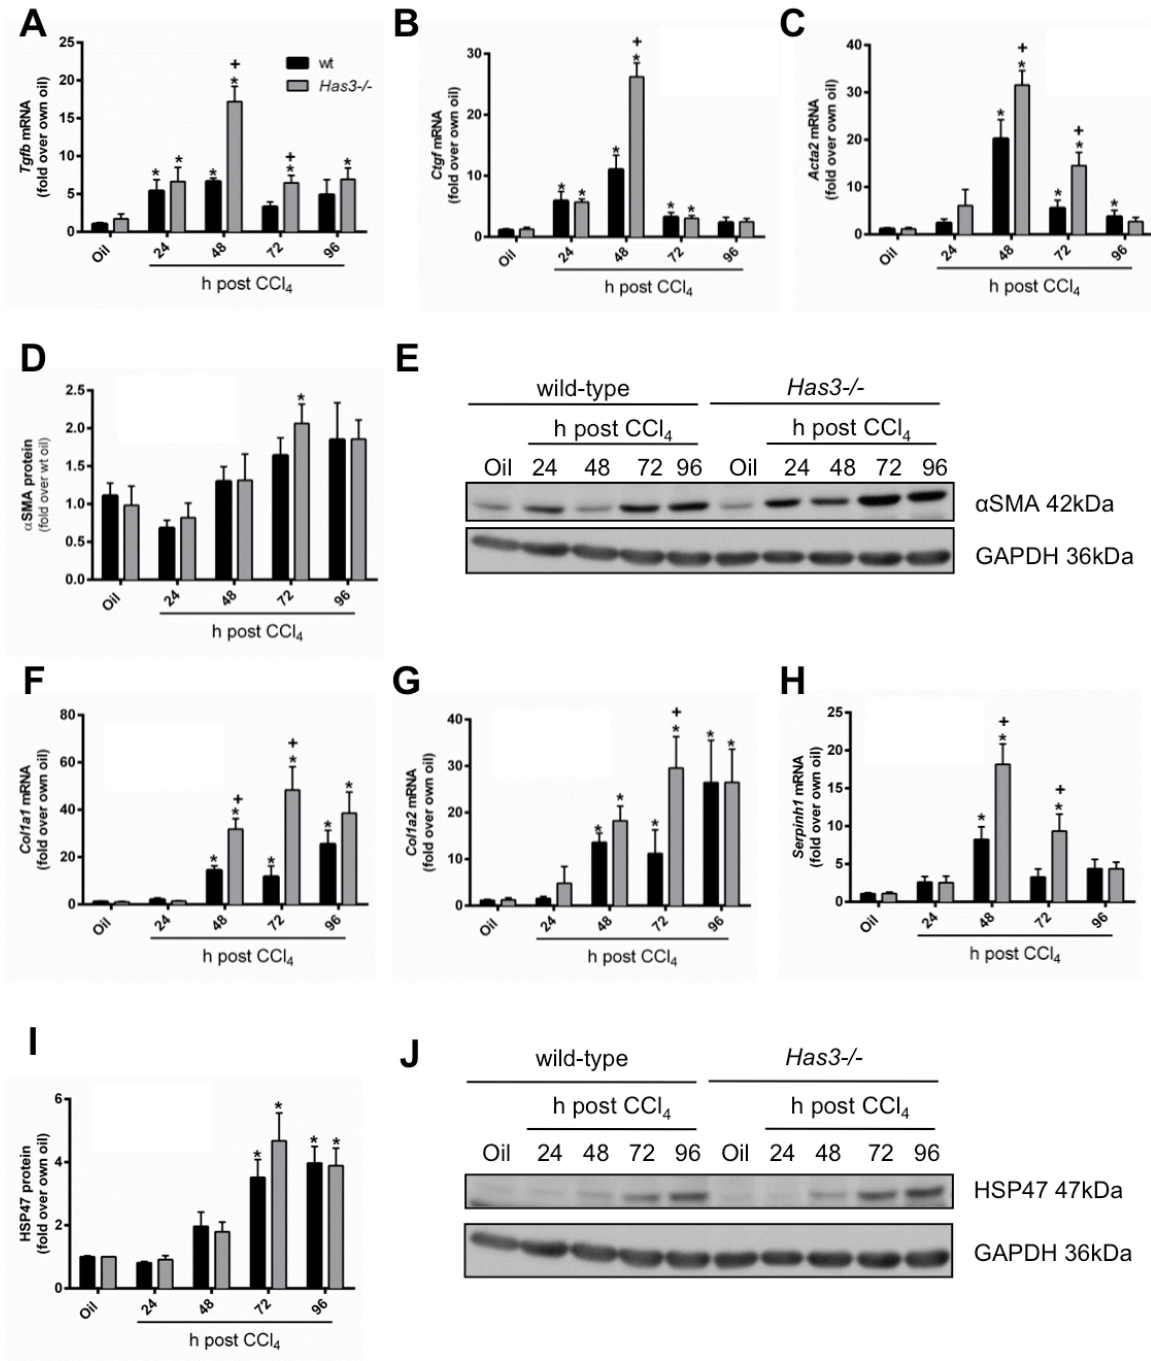 A
Tgfb mRNA
(fold over own oil)
25
20
15
10
5
0
wt
Has3-/-
+
*
* * * + * *
Oil 24 48 72 96
h post CCl4
B
Ctgf mRNA
(fold over own oil)
30
20
10
0
+
*
* * * * *
Oil 24 48 72 96
h post CCl4
C
Acta2 mRNA
(fold over own oil)
40
30
20
10
0
+
*
* * + * *
Oil 24 48 72 96
h post CCl4
D
αSMA protein
(fold over wt oil)
2.5
2.0
1.5
1.0
0.5
0.0
*
Oil 24 48 72 96
h post CCl4
E
wild-type Has3-/-
h post CCl4 h post CCl4
Oil 24 48 72 96 Oil 24 48 72 96
αSMA 42kDa
GAPDH 36kDa
F
Col1a1 mRNA
(fold over own oil)
80
60
40
20
0
* + * * + * * *
Oil 24 48 72 96
h post CCl4
G
Col1a2 mRNA
(fold over own oil)
40
30
20
10
0
* * * + * * *
Oil 24 48 72 96
h post CCl4
H
Serpinh1 mRNA
(fold over own oil)
25
20
15
10
5
0
* + * + *
Oil 24 48 72 96
h post CCl4
I
HSP47 protein
(fold over own oil)
6
4
2
0
* * * *
Oil 24 48 72 96
h post CCl4
J
wild-type Has3-/-
h post CCl4 h post CCl4
Oil 24 48 72 96 Oil 24 48 72 96
HSP47 47kDa
GAPDH 36kDa